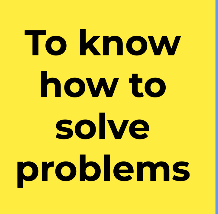 To know
how to
solve
problems